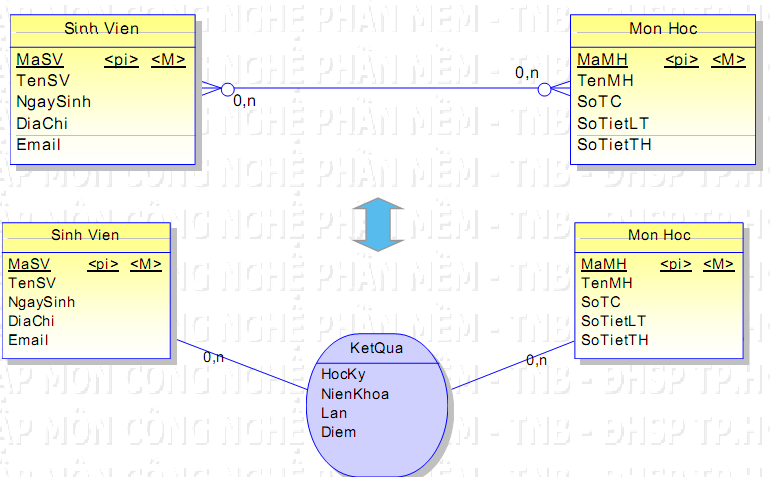 Sinh Vien
MaSV <pi> <M>
TenSV
NgaySinh
DiaChi
Email
0,n
0,n
Mon Hoc
MaMH <pi> <M>
TenMH
SoTC
SoTietLT
SoTietTH
Sinh Vien
MaSV <pi> <M>
TenSV
NgaySinh
DiaChi
Email
0,n
KetQua
HocKy
NienKhoa
Lan
Diem
0,n
Mon Hoc
MaMH <pi> <M>
TenMH
SoTC
SoTietLT
SoTietTH